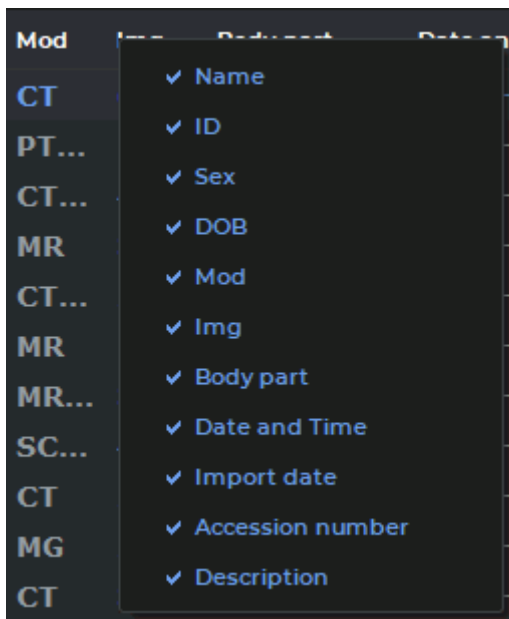 Mod
Name
ID
Sex
DOB
Mod
Img
Body part
Date and Time
Import date
Accession number
Description
CT
PT...
CT...
MR
CT...
MR
MR...
SC...
CT
MG
CT